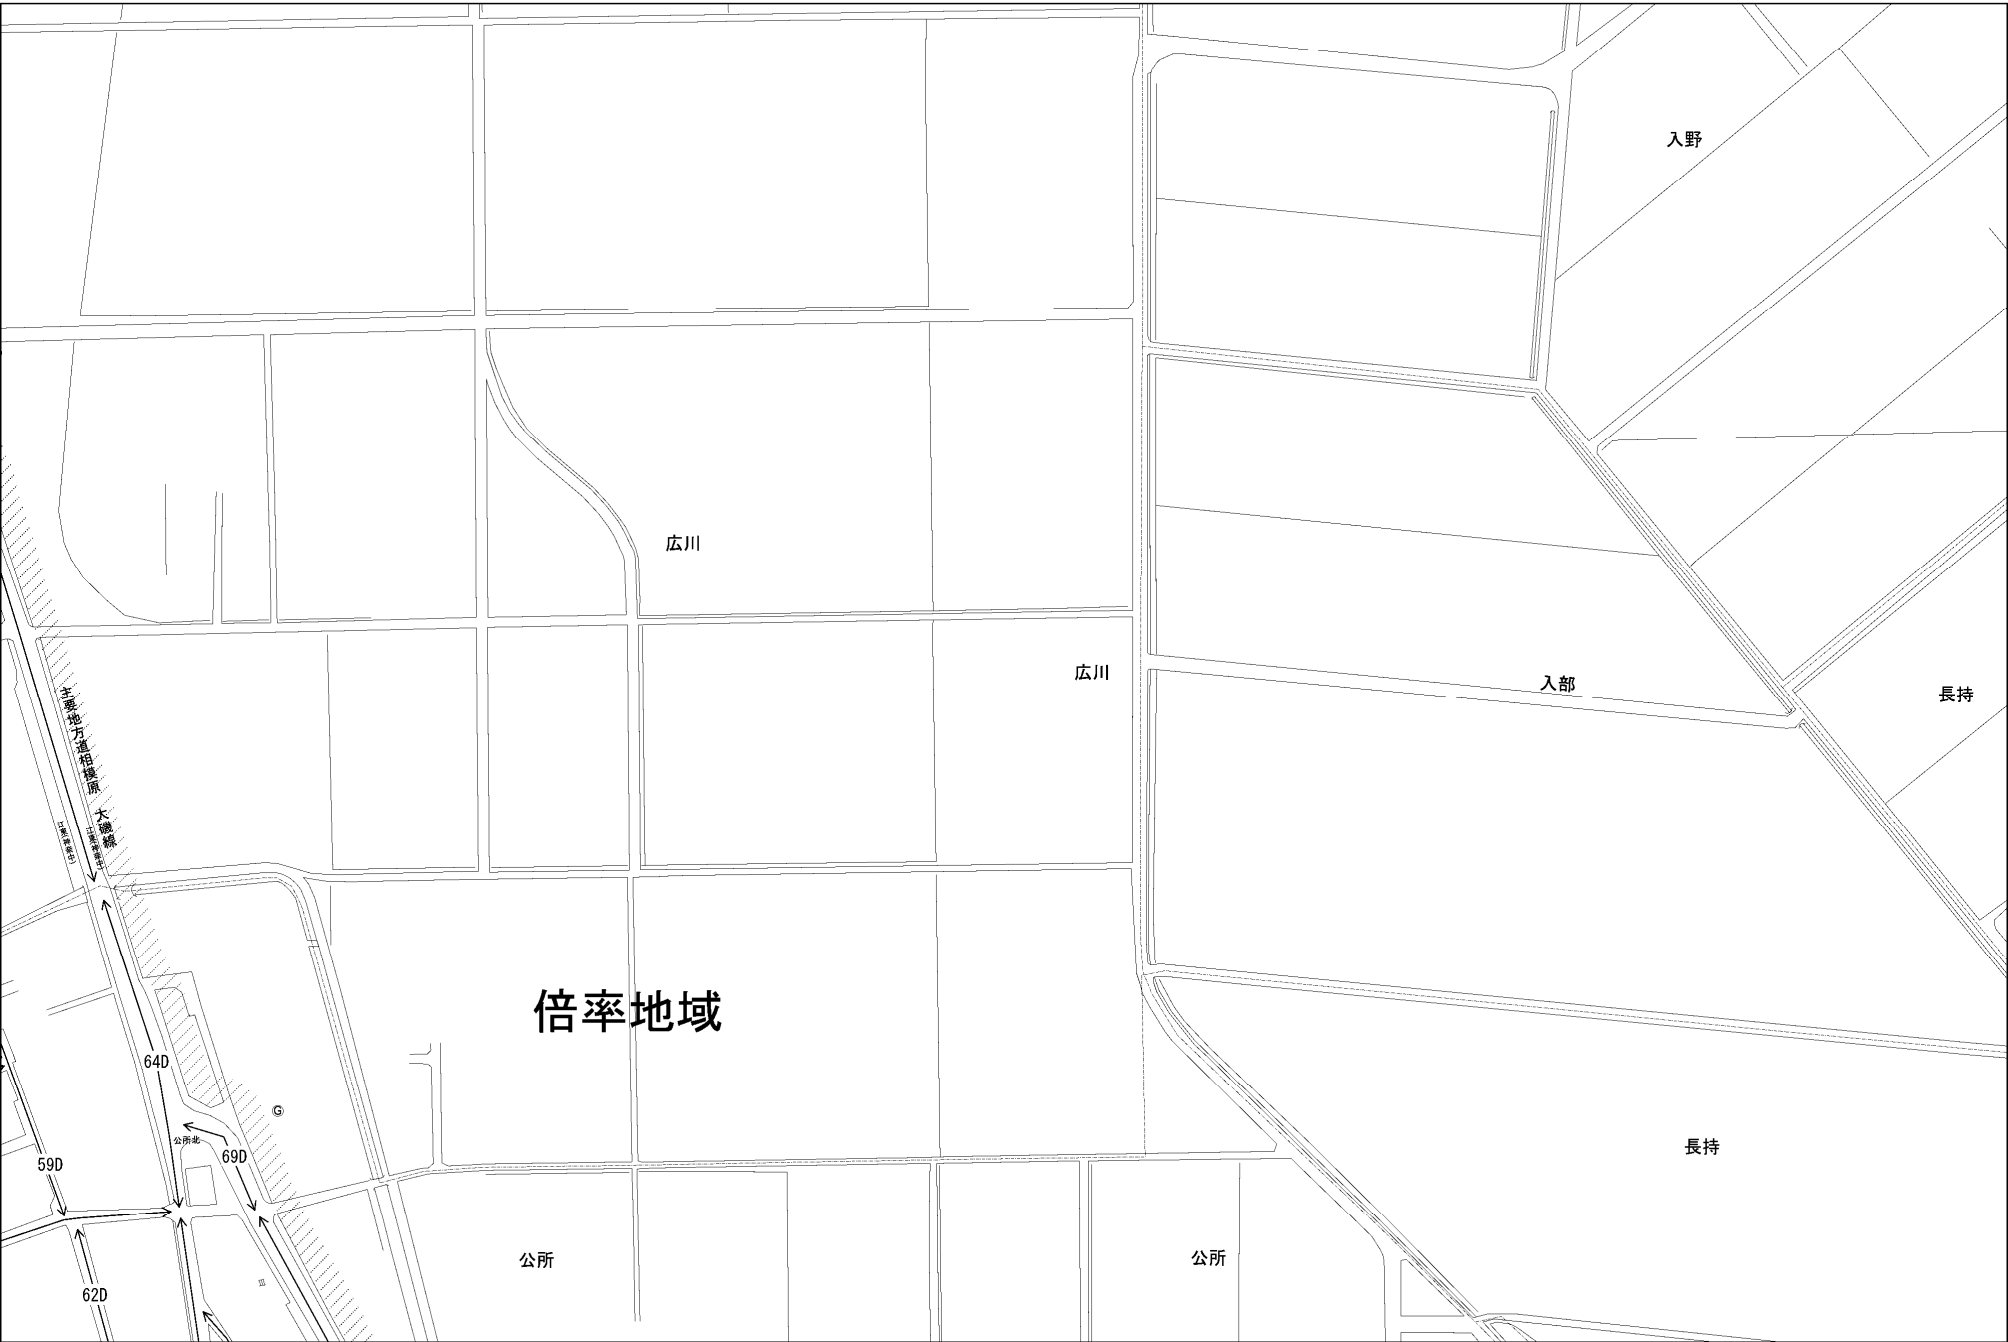 入野
広川
広川
入部
長持
主要地方道相模原 大磯線
倍率地域
64D
Ⓖ
公所北
69D
59D
長持
公所
公所
62D